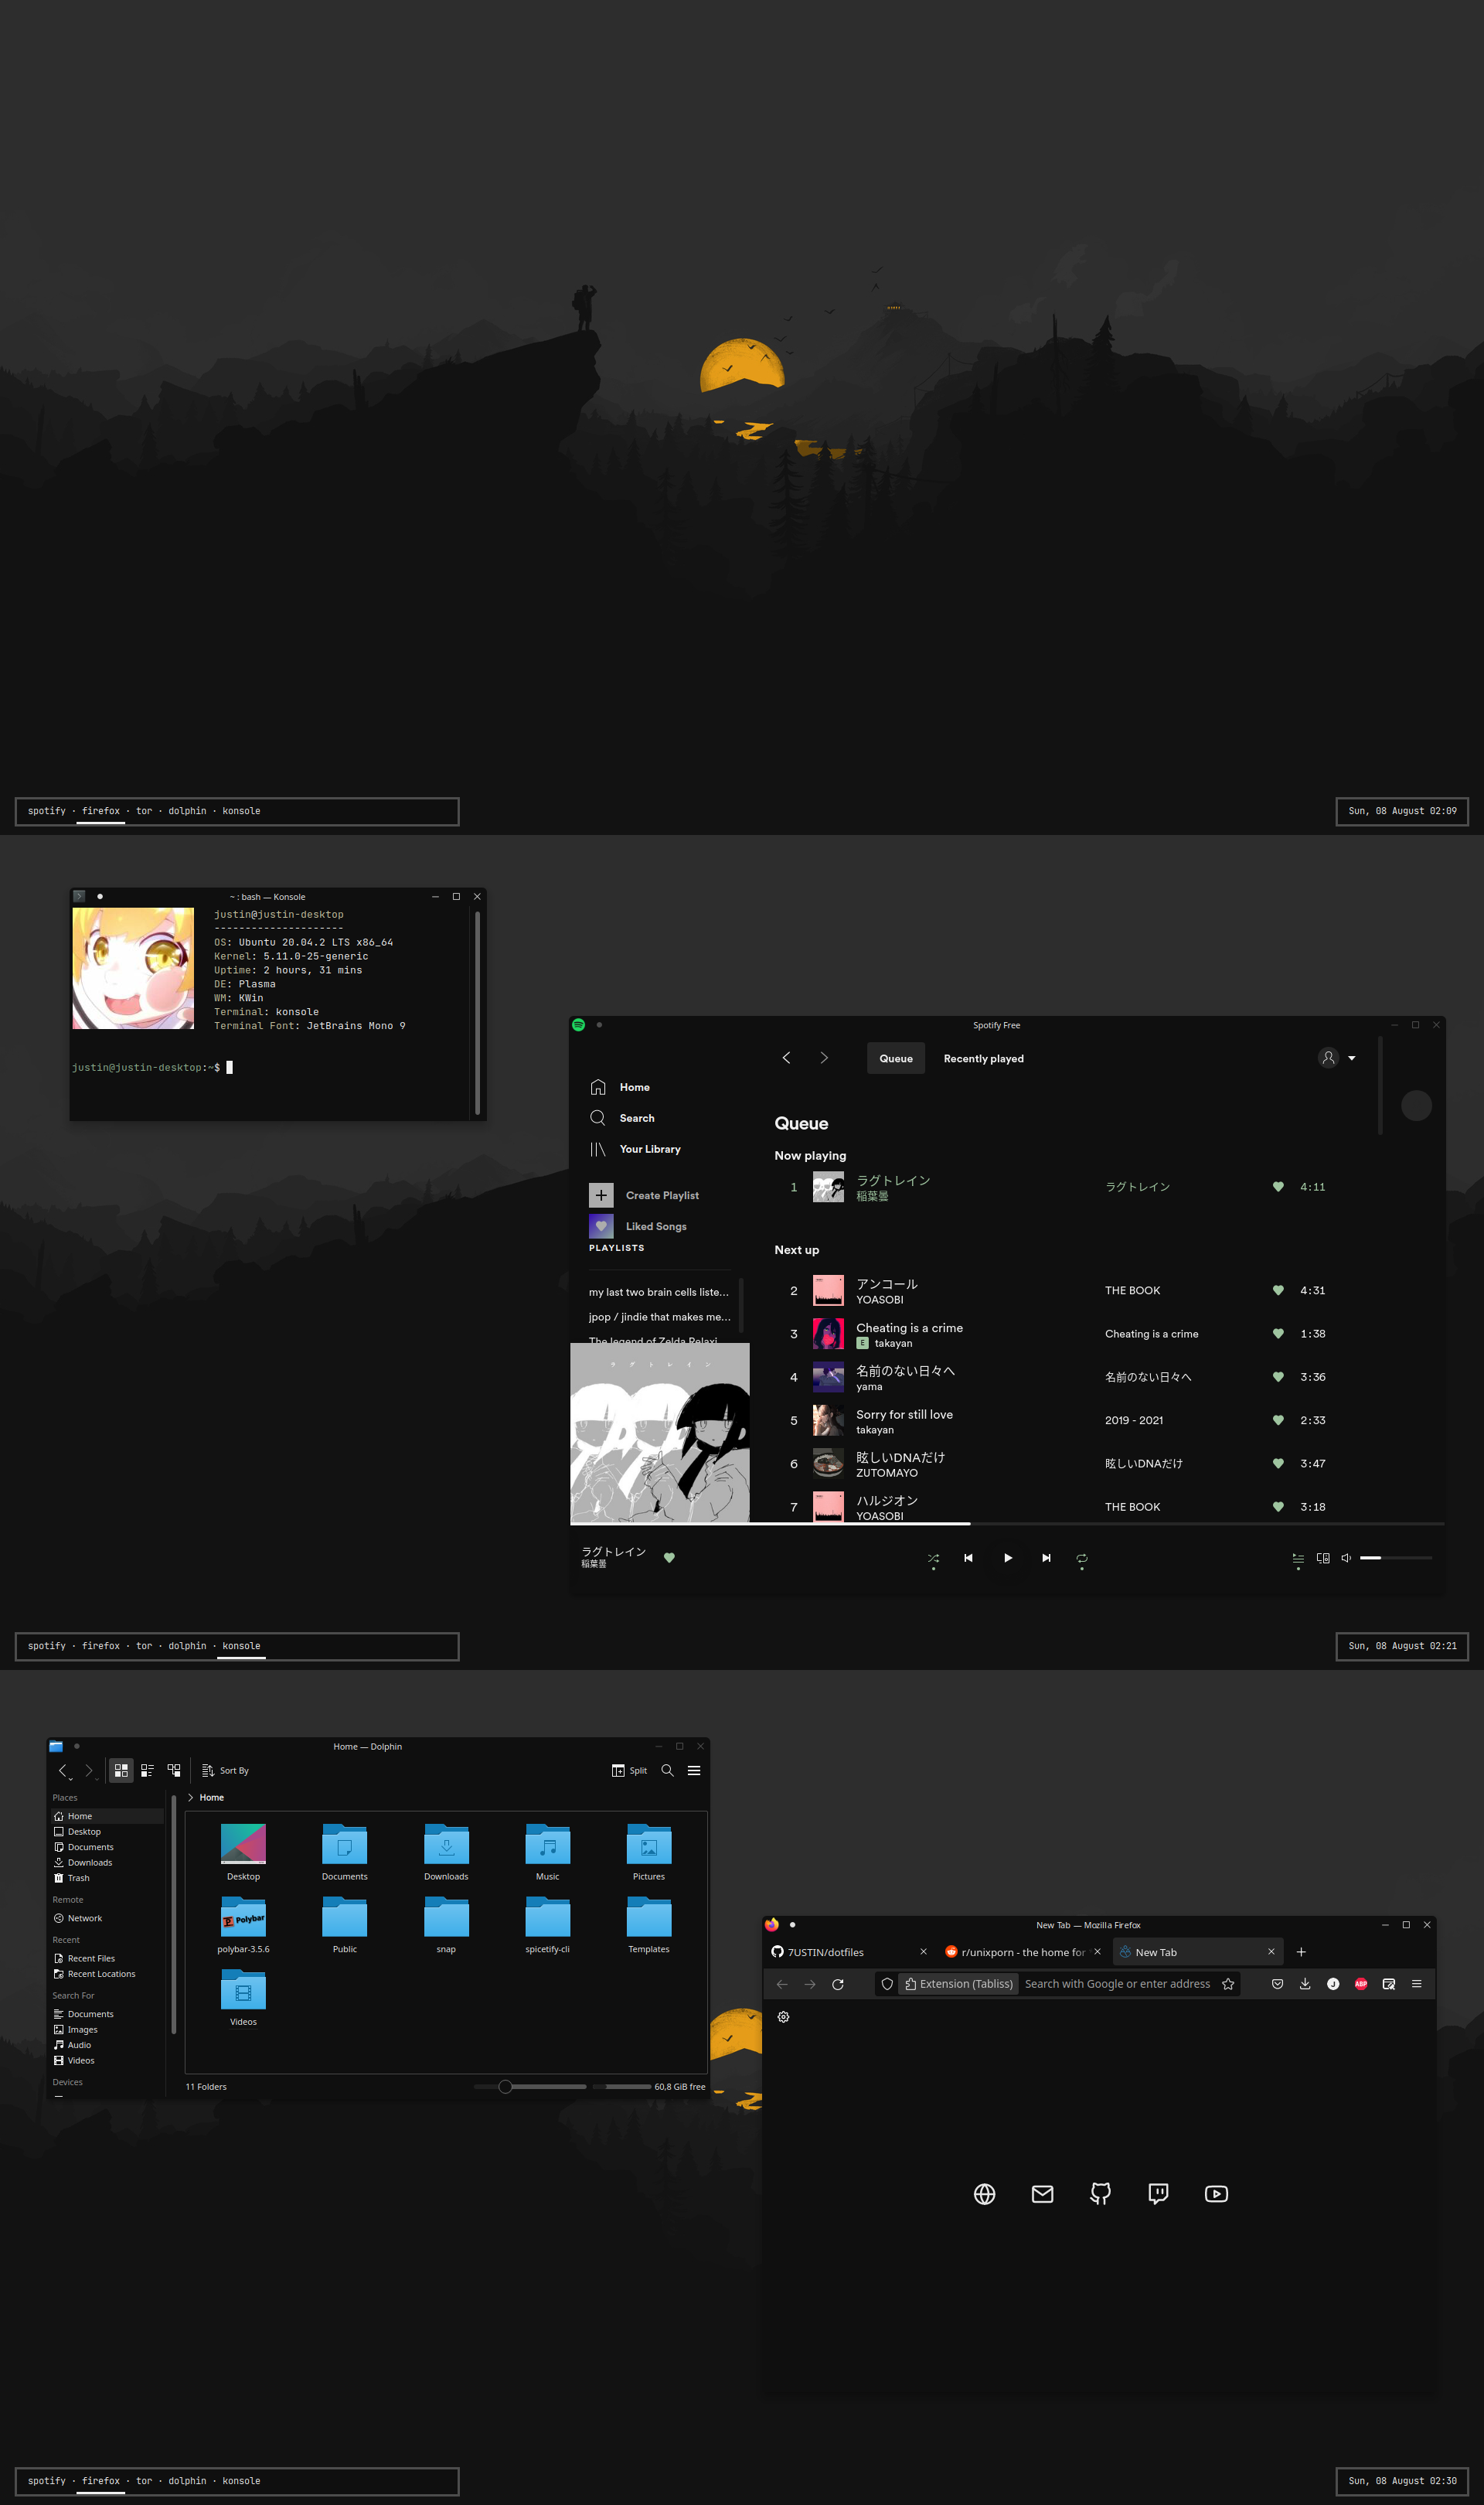 spotify · firefox · tor · dolphin · konsole
Sun, 08 August 02:09
~ : bash — Konsole
justin@justin-desktop
---------------------
OS: Ubuntu 20.04.2 LTS x86_64
Kernel: 5.11.0-25-generic
Uptime: 2 hours, 31 mins
DE: Plasma
WM: KWin
Terminal: konsole
Terminal Font: JetBrains Mono 9
justin@justin-desktop:~$
Spotify Free
Queue
Recently played
Home
Search
Your Library
Create Playlist
Liked Songs
PLAYLISTS
my last two brain cells liste...
jpop / jindie that makes me...
The legend of Zelda Relaxi
ラグトレイン
Queue
Now playing
1 ラグトレイン ラグトレイン 4:11
稲葉曇
Next up
2 アンコール THE BOOK 4:31
YOASOBI
3 Cheating is a crime Cheating is a crime 1:38
E takayan
4 名前のない日々へ 名前のない日々へ 3:36
yama
5 Sorry for still love 2019 - 2021 2:33
takayan
6 眩しいDNAだけ 眩しいDNAだけ 3:47
ZUTOMAYO
7 ハルジオン THE BOOK 3:18
YOASOBI
ラグトレイン
稲葉曇
spotify · firefox · tor · dolphin · konsole
Sun, 08 August 02:21
Home — Dolphin
Sort By
Split
Places
Home
Desktop
Documents
Downloads
Trash
Remote
Network
Recent
Recent Files
Recent Locations
Search For
Documents
Images
Audio
Videos
Devices
Home
Desktop Documents Downloads Music Pictures
Polybar
polybar-3.5.6 Public snap spicetify-cli Templates
Videos
11 Folders
60,8 GiB free
New Tab — Mozilla Firefox
7USTIN/dotfiles
r/unixporn - the home for
New Tab
Extension (Tabliss)
Search with Google or enter address
J
ABP
spotify · firefox · tor · dolphin · konsole
Sun, 08 August 02:30